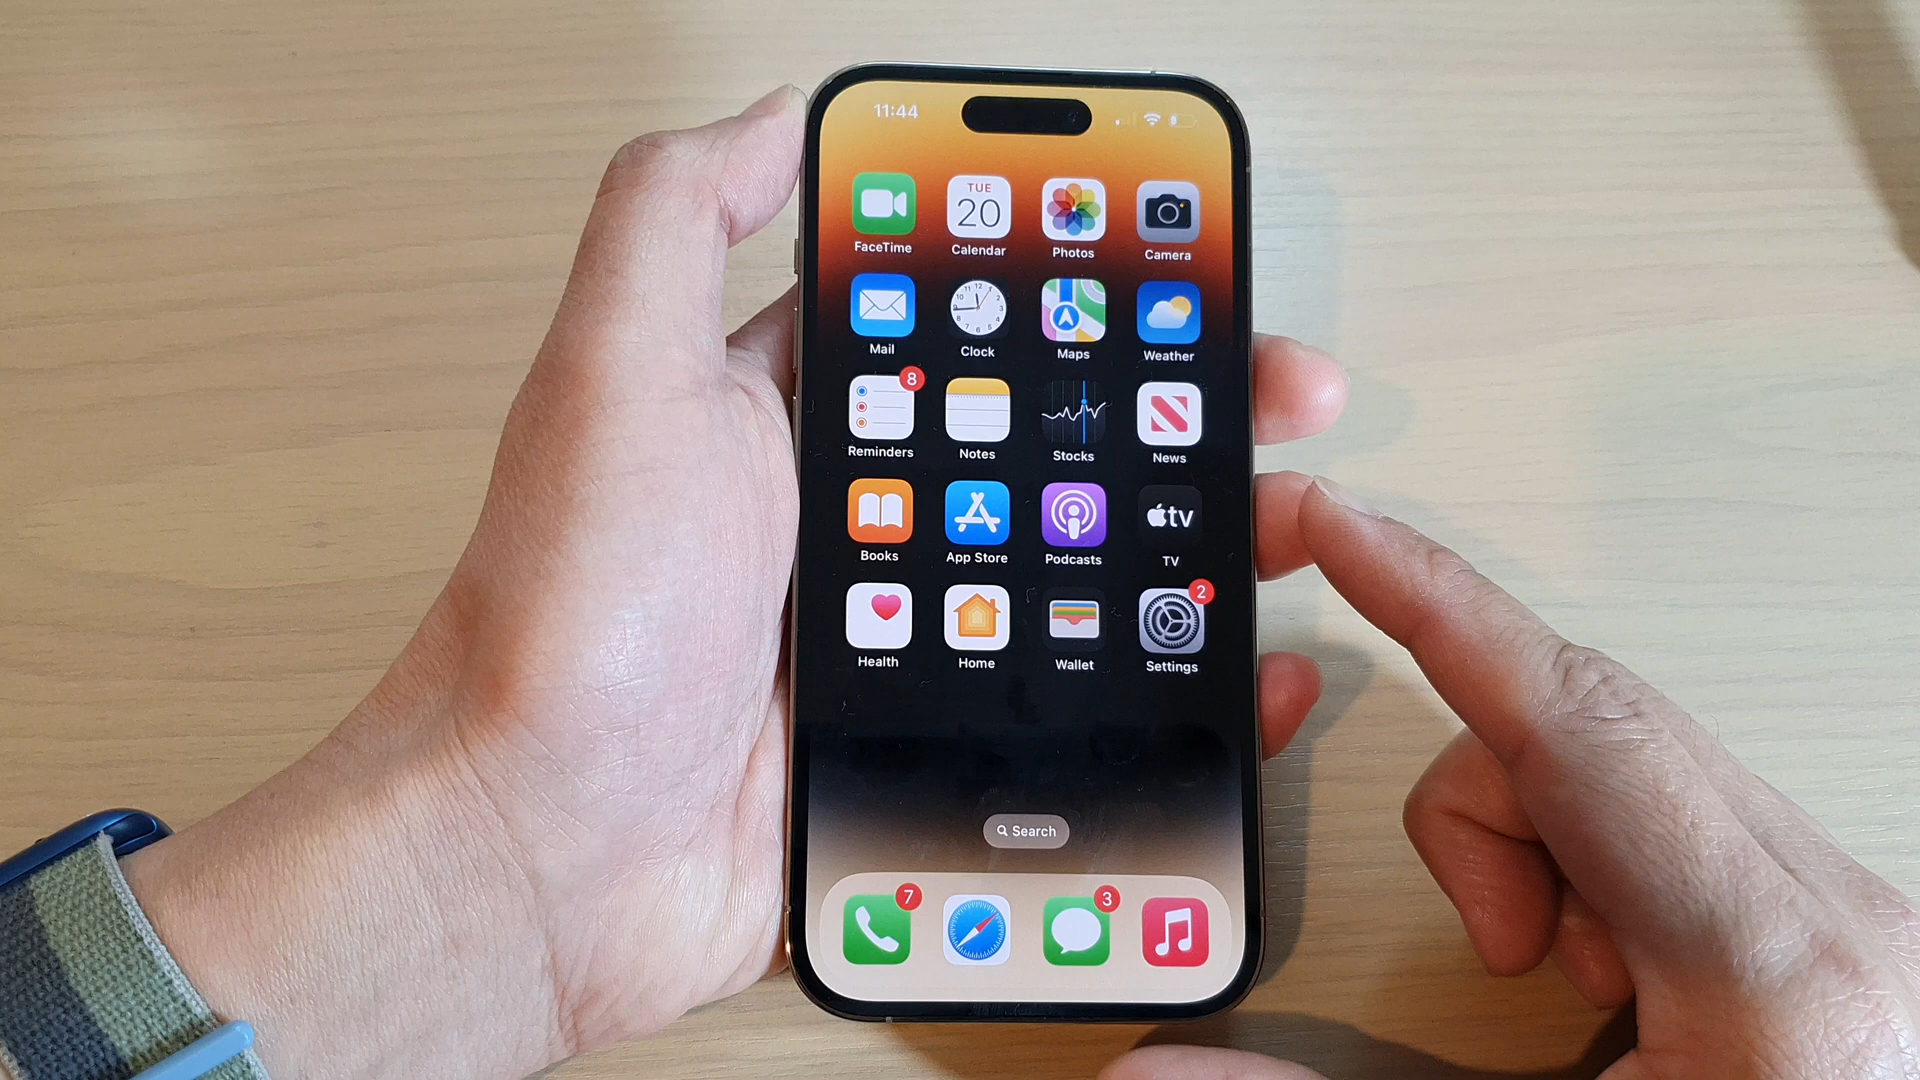 11:44
TUE
20
FaceTime Calendar Photos Camera
Mail Clock Maps Weather
8
Reminders Notes Stocks News
tv
Books App Store Podcasts TV
2
Health Home Wallet Settings
Search
7 3